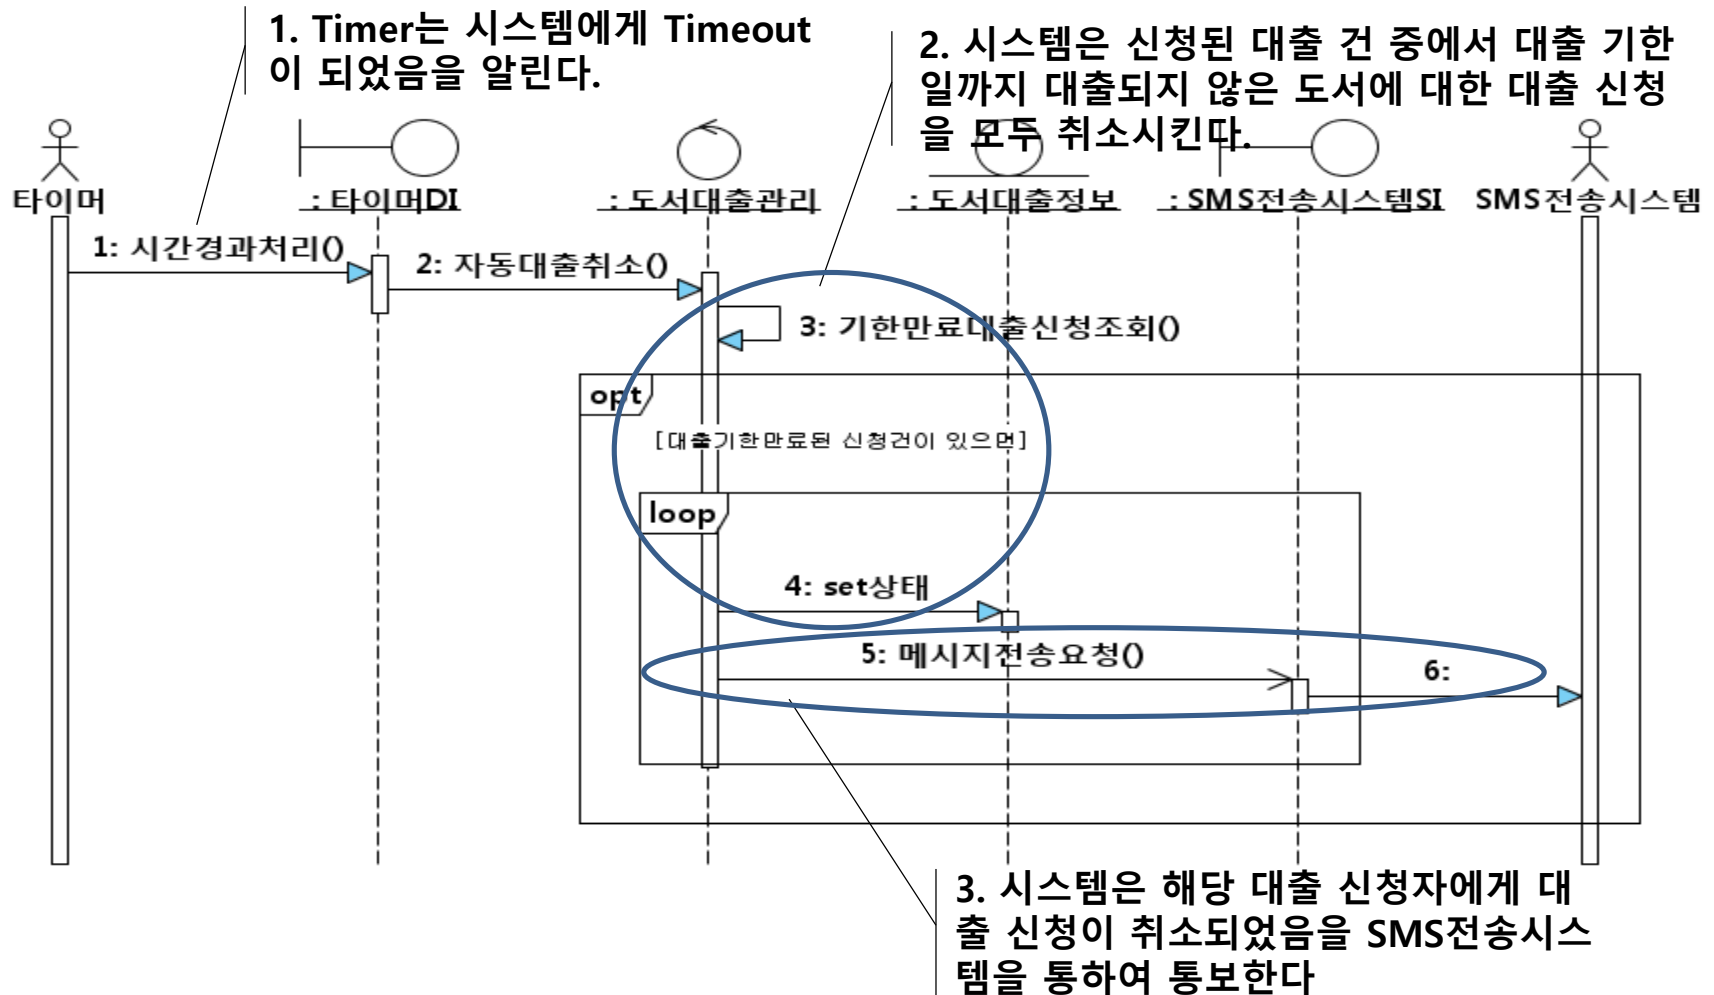 1. Timer는 시스템에게 Timeout
이 되었음을 알린다.
2. 시스템은 신청된 대출 건 중에서 대출 기한
일까지 대출되지 않은 도서에 대한 대출 신청
을 모두 취소시킨다.
타이머
: 타이머DI
: 도서대출관리
: 도서대출정보
: SMS전송시스템SI
SMS전송시스템
1: 시간경과처리()
2: 자동대출취소()
3: 기한만료대출신청조회()
opt
[대출기한만료된 신청건이 있으면]
loop
4: set상태
5: 메시지전송요청()
6:
3. 시스템은 해당 대출 신청자에게 대
출 신청이 취소되었음을 SMS전송시스
템을 통하여 통보한다